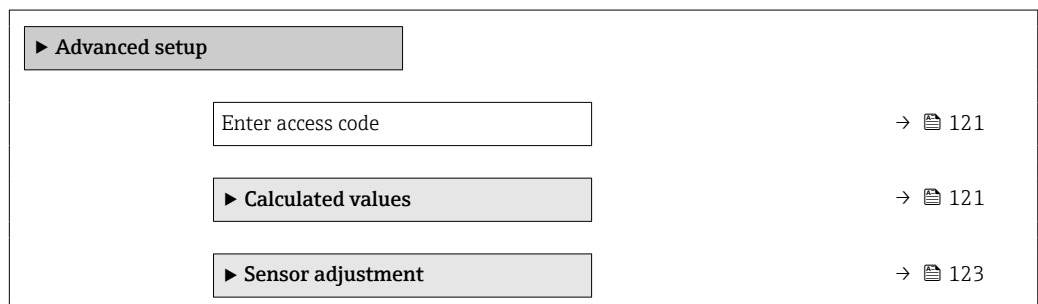 ▶ Advanced setup
Enter access code → 121
▶ Calculated values → 121
▶ Sensor adjustment → 123